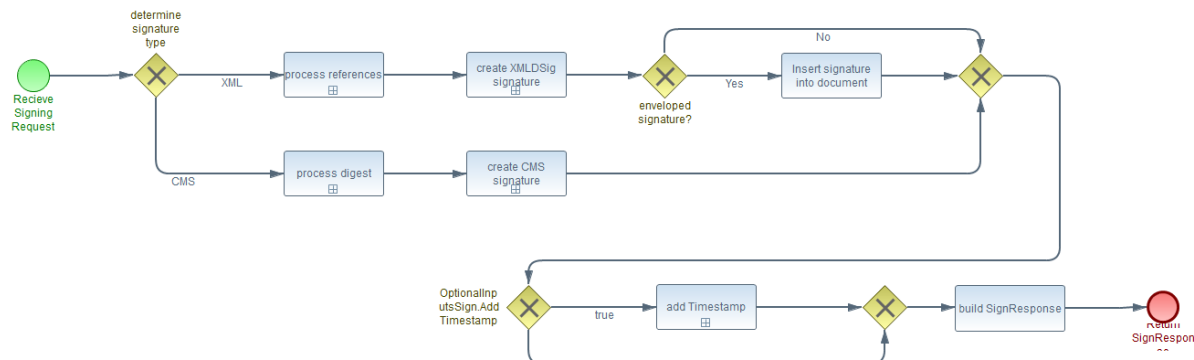 determine
signature
type
Recieve
Signing
Request
XML
process references
create XMLDSig
signature
enveloped
signature?
No
Yes
Insert signature
into document
CMS
process digest
create CMS
signature
OptionalInp
utsSign.Add
Timestamp
true
add Timestamp
build SignResponse
Return
SignRespon